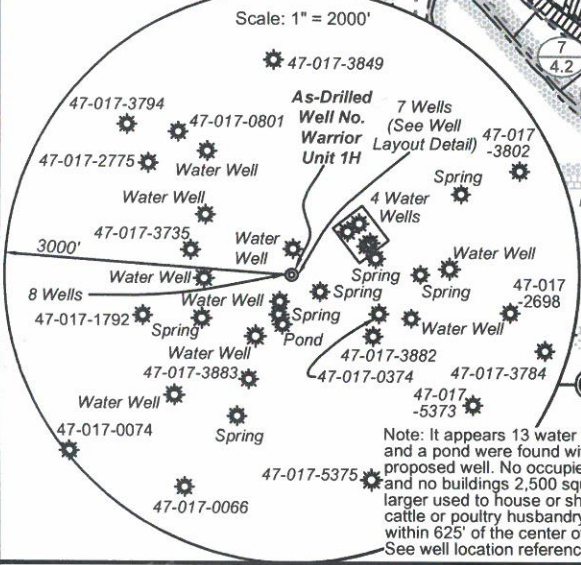 Scale: 1" = 2000'
7
4.2
47-017-3849
As-Drilled
Well No.
Warrior
Unit 1H
7 Wells
(See Well
Layout Detail)
47-017
-3802
47-017-3794
47-017-0801
47-017-2775
Water Well
Spring
Water Well
4 Water
Wells
47-017-3735
Water
Well
3000'
Water Well
Spring
Spring
Water Well
8 Wells
Water Well
Spring
47-017
-2698
47-017-1792
Spring
Spring
Pond
Water Well
Water Well
47-017-3882
47-017-3883
47-017-0374
47-017-3784
Water Well
47-017
-5373
47-017-0074
Spring
47-017-5375
47-017-0066
Note: It appears 13 water
and a pond were found wi
proposed well. No occupie
and no buildings 2,500 squ
larger used to house or sh
cattle or poultry husbandry
within 625' of the center o
See well location referenc